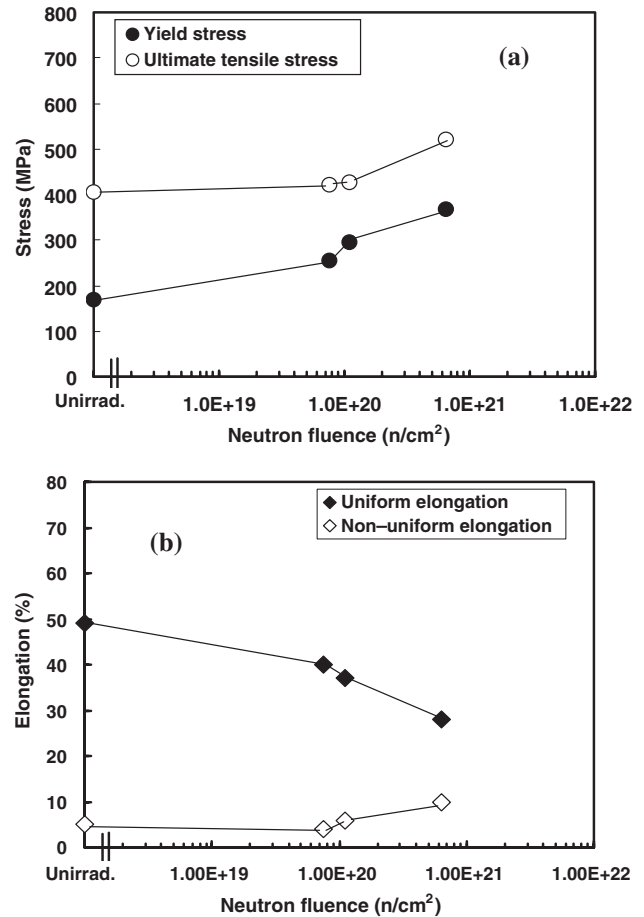 800
700
600
500
400
300
200
100
0
Stress (MPa)
Yield stress
Ultimate tensile stress
(a)
Unirrad.
1.0E+19
1.0E+20
1.0E+21
1.0E+22
Neutron fluence (n/cm²)
80
70
60
50
40
30
20
10
0
Elongation (%)
Uniform elongation
Non–uniform elongation
(b)
Unirrad.
1.00E+19
1.00E+20
1.00E+21
1.00E+22
Neutron fluence (n/cm²)